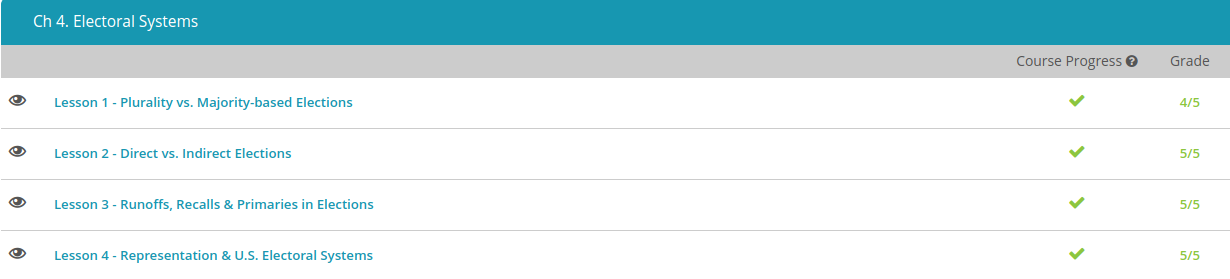 Ch 4. Electoral Systems
Course Progress ? Grade
Lesson 1 - Plurality vs. Majority-based Elections 4/5
Lesson 2 - Direct vs. Indirect Elections 5/5
Lesson 3 - Runoffs, Recalls & Primaries in Elections 5/5
Lesson 4 - Representation & U.S. Electoral Systems 5/5